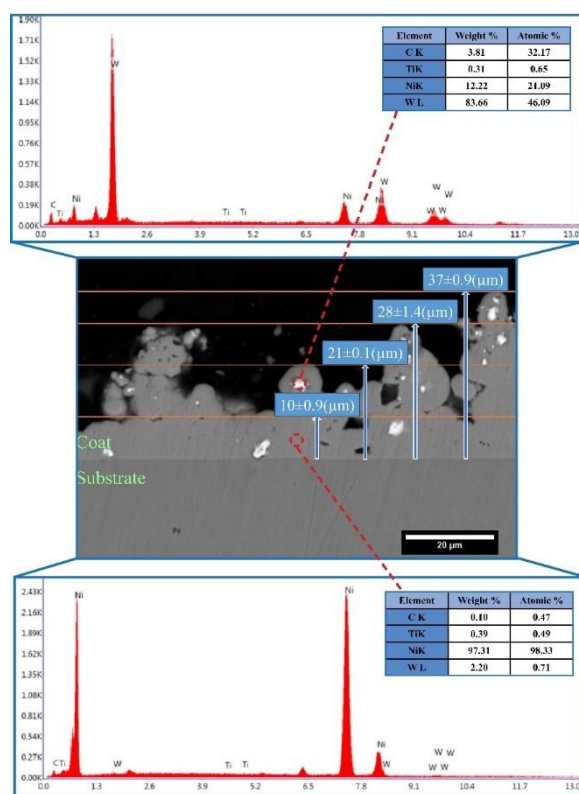 1.90K
1.71K
1.52K
1.33K
1.14K
0.95K
0.76K
0.57K
0.38K
0.19K
0.00K
W
C
Ti
Ni
Ti
Ti
Ni
Ni
W
W
W
W
W
0.0
1.3
2.6
3.9
5.2
6.5
7.8
9.1
10.4
11.7
13.0
Element Weight % Atomic %
C K 3.81 32.17
TiK 0.31 0.65
NiK 12.22 21.09
W L 83.66 46.09
37±0.9(µm)
28±1.4(µm)
21±0.1(µm)
10±0.9(µm)
Coat
Substrate
20 µm
2.43K
2.16K
1.89K
1.62K
1.35K
1.08K
0.81K
0.54K
0.27K
0.00K
Ni
CTi
W
Ti
Ti
Ni
Ni
W
W
W
W
W
0.0
1.3
2.6
3.9
5.2
6.5
7.8
9.1
10.4
11.7
13.0
Element Weight % Atomic %
C K 0.10 0.47
TiK 0.39 0.49
NiK 97.31 98.33
W L 2.20 0.71